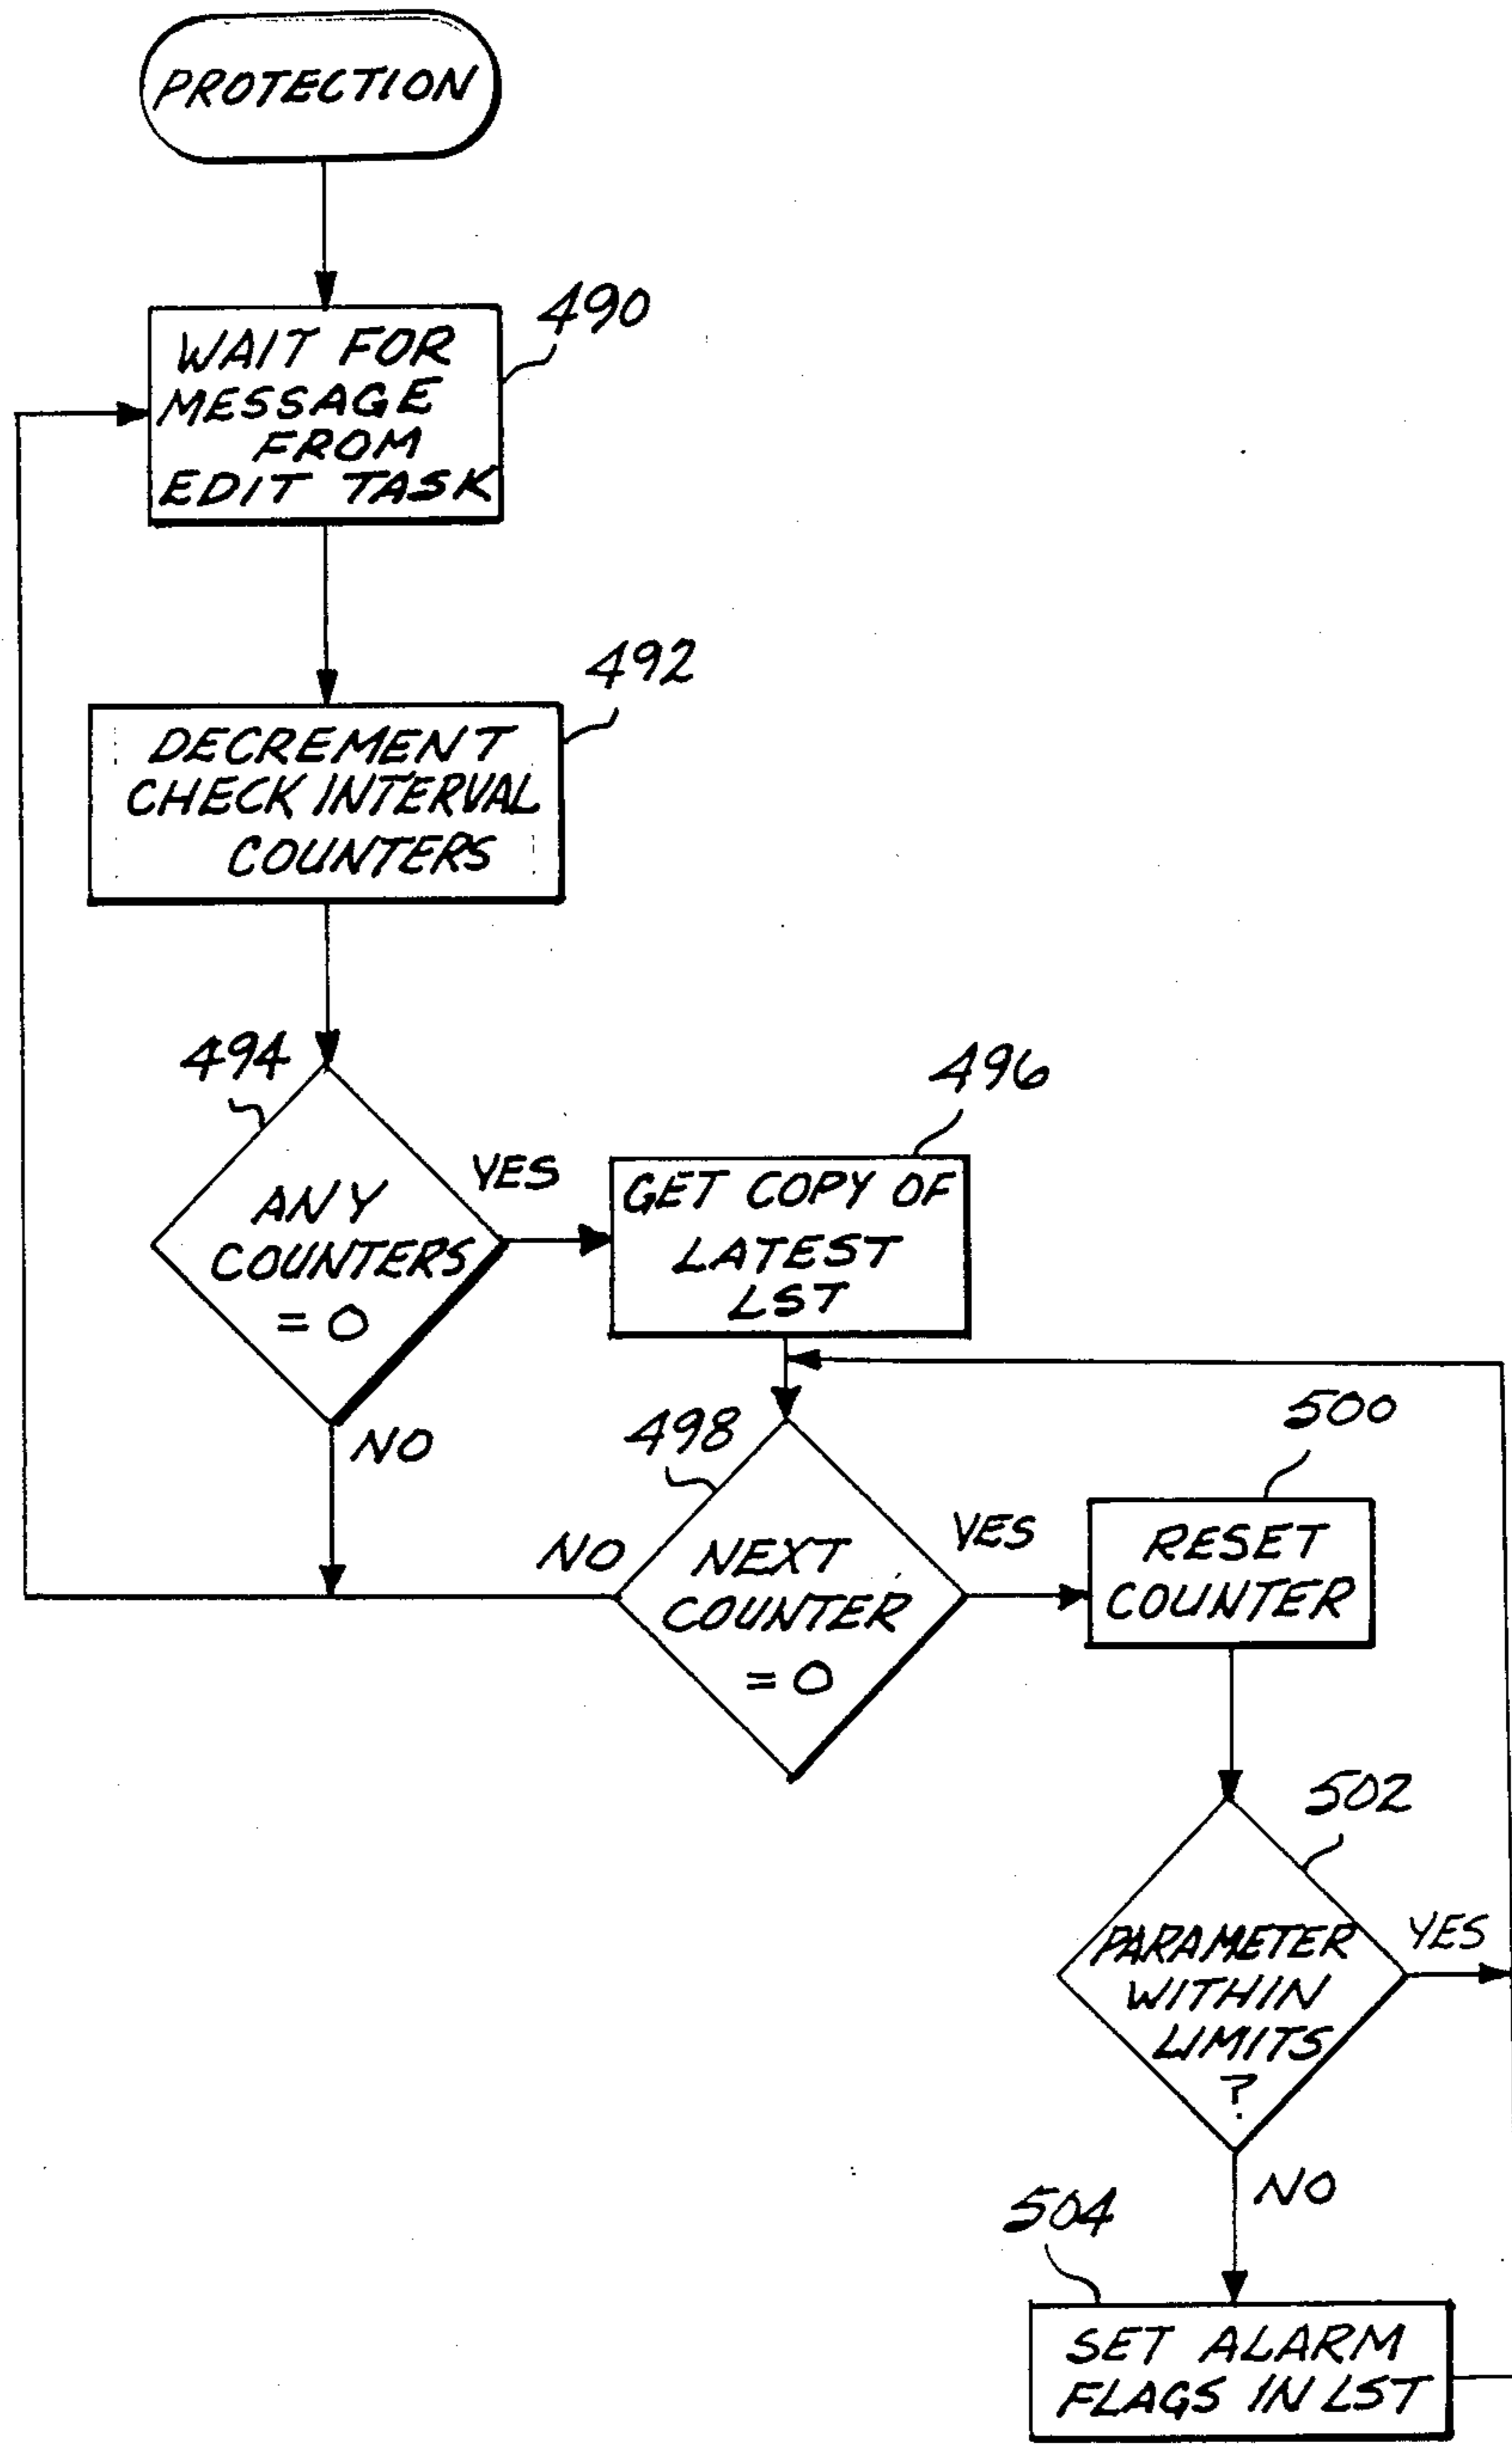 PROTECTION
490
WAIT FOR
MESSAGE
FROM
EDIT TASK
492
DECREMENT
CHECK INTERVAL
COUNTERS
494
ANY
COUNTERS
= 0
YES
NO
496
GET COPY OF
LATEST
LST
498
NEXT
COUNTER
= 0
NO
YES
500
RESET
COUNTER
502
PARAMETER
WITHIN
LIMITS
?
YES
NO
504
SET ALARM
FLAGS IN LST